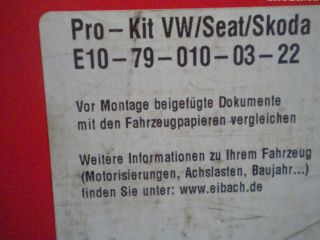 Pro - Kit VW/Seat/Skoda
E10 - 79 - 010 - 03 - 22
Vor Montage beigefügte Dokumente
mit den Fahrzeugpapieren vergleichen
Weitere Informationen zu Ihrem Fahrzeug
(Motorisierungen, Achslasten, Baujahr...)
finden Sie unter: www.eibach.de